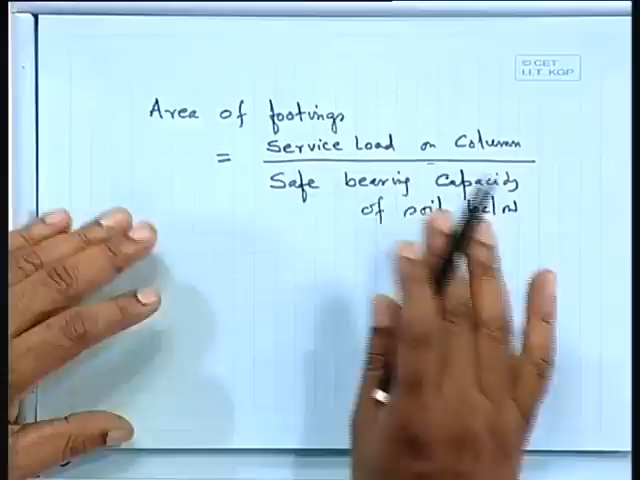 © CET
I.I.T. KGP
Area of footings
= Service Load on Column
Safe bearing Capacity
of soil below